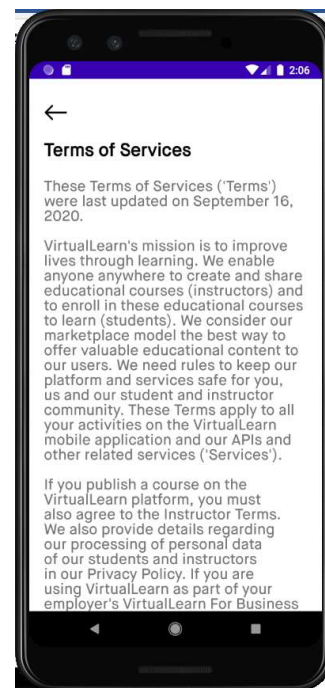 2:06
Terms of Services
These Terms of Services ('Terms')
were last updated on September 16,
2020.
VirtualLearn's mission is to improve
lives through learning. We enable
anyone anywhere to create and share
educational courses (instructors) and
to enroll in these educational courses
to learn (students). We consider our
marketplace model the best way to
offer valuable educational content to
our users. We need rules to keep our
platform and services safe for you,
us and our student and instructor
community. These Terms apply to all
your activities on the VirtualLearn
mobile application and our APIs and
other related services ('Services').
If you publish a course on the
VirtualLearn platform, you must
also agree to the Instructor Terms.
We also provide details regarding
our processing of personal data
of our students and instructors
in our Privacy Policy. If you are
using VirtualLearn as part of your
employer's VirtualLearn For Business